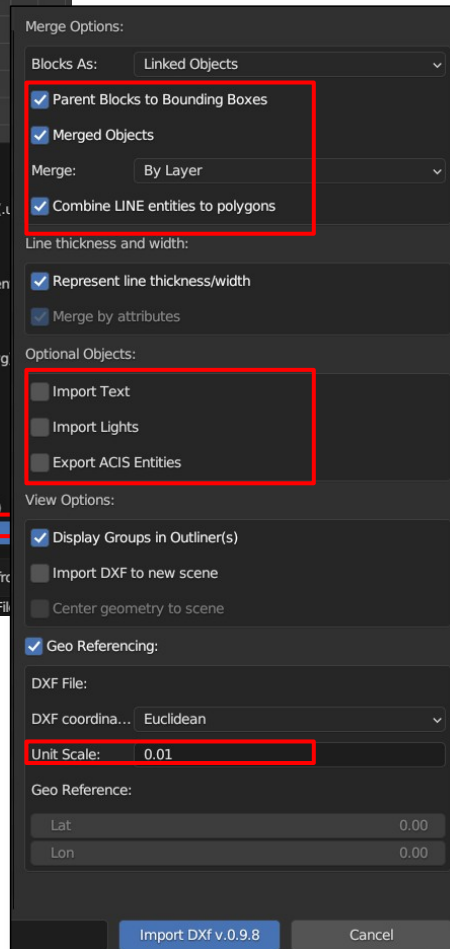 Merge Options:
Blocks As: Linked Objects
Parent Blocks to Bounding Boxes
Merged Objects
Merge: By Layer
Combine LINE entities to polygons
Line thickness and width:
Represent line thickness/width
Merge by attributes
Optional Objects:
Import Text
Import Lights
Export ACIS Entities
View Options:
Display Groups in Outliner(s)
Import DXF to new scene
Center geometry to scene
Geo Referencing:
DXF File:
DXF coordina... Euclidean
Unit Scale: 0.01
Geo Reference:
Lat 0.00
Lon 0.00
Import DXf v.0.9.8 Cancel